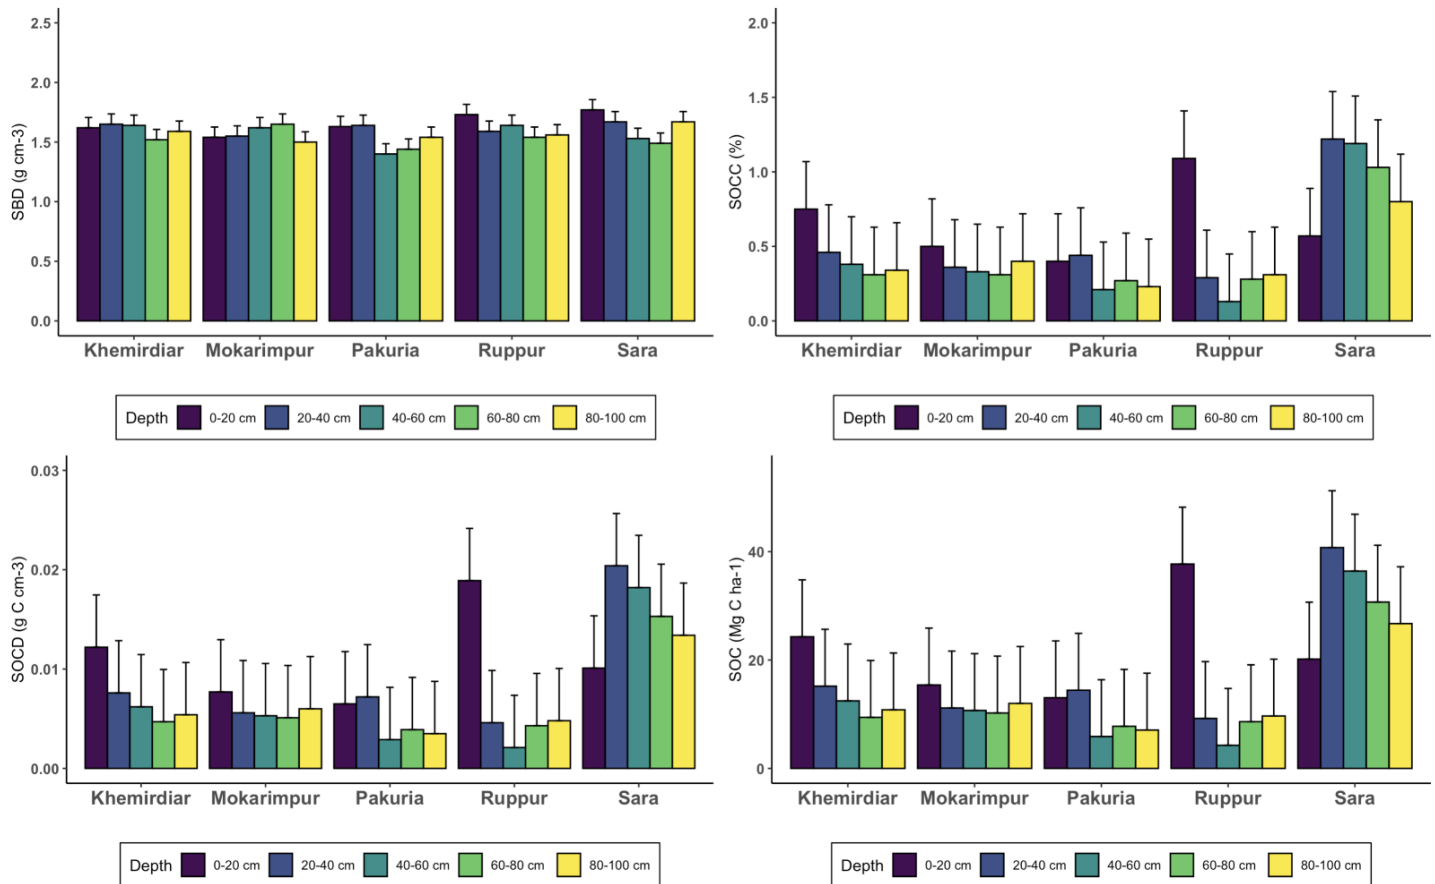 SBD (g cm-3)
2.5
2.0
1.5
1.0
0.5
0.0
Khemirdiar Mokarimpur Pakuria Ruppur Sara
Depth 0-20 cm 20-40 cm 40-60 cm 60-80 cm 80-100 cm
SOCC (%)
2.0
1.5
1.0
0.5
0.0
Khemirdiar Mokarimpur Pakuria Ruppur Sara
Depth 0-20 cm 20-40 cm 40-60 cm 60-80 cm 80-100 cm
SOCD (g C cm-3)
0.03
0.02
0.01
0.00
Khemirdiar Mokarimpur Pakuria Ruppur Sara
Depth 0-20 cm 20-40 cm 40-60 cm 60-80 cm 80-100 cm
SOC (Mg C ha-1)
40
20
0
Khemirdiar Mokarimpur Pakuria Ruppur Sara
Depth 0-20 cm 20-40 cm 40-60 cm 60-80 cm 80-100 cm